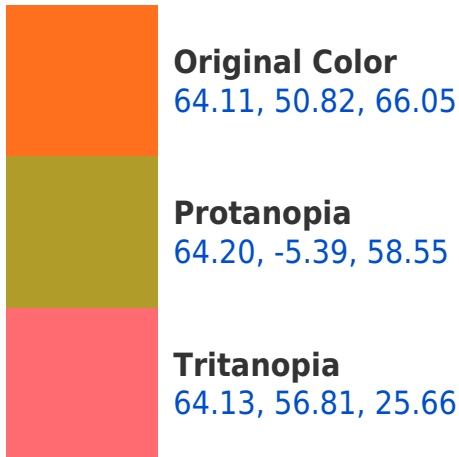 Original Color
64.11, 50.82, 66.05
Protanopia
64.20, -5.39, 58.55
Tritanopia
64.13, 56.81, 25.66